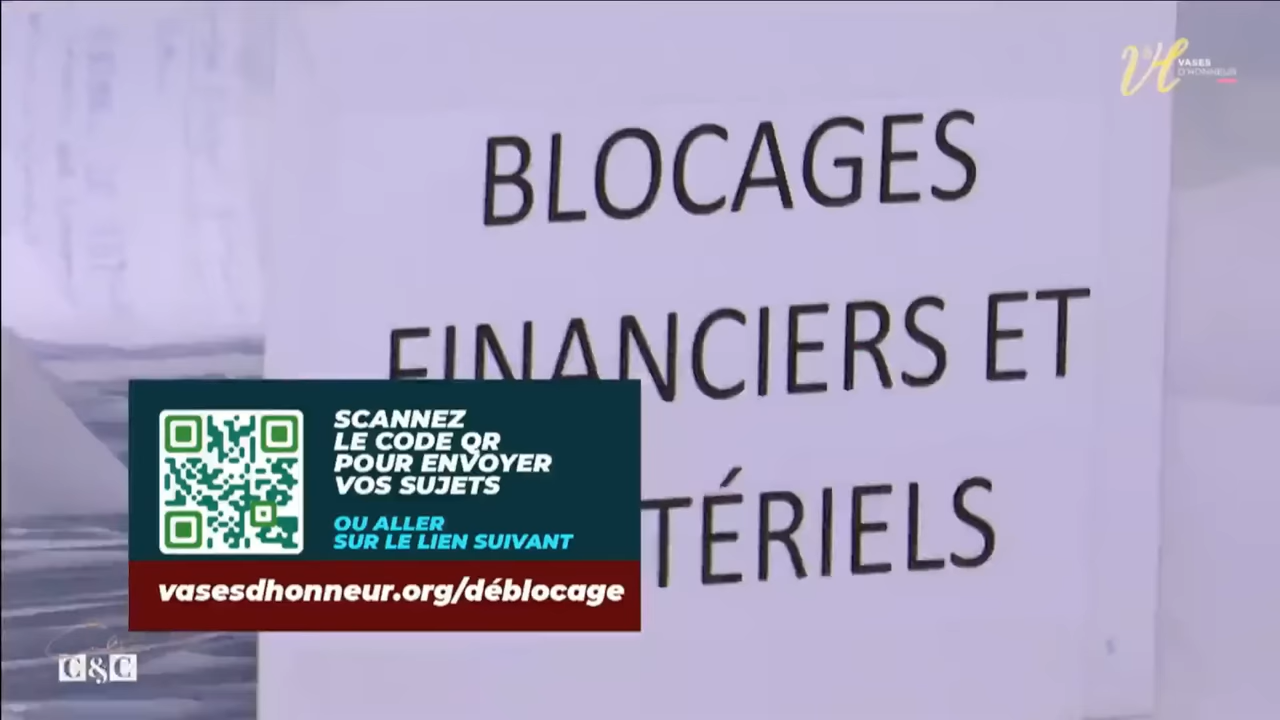 VASES
D'HONNEUR
BLOCAGES
FINANCIERS ET
TÉRIELS
SCANNEZ
LE CODE QR
POUR ENVOYER
VOS SUJETS
OU ALLER
SUR LE LIEN SUIVANT
vasesdhonneur.org/déblocage
C&C